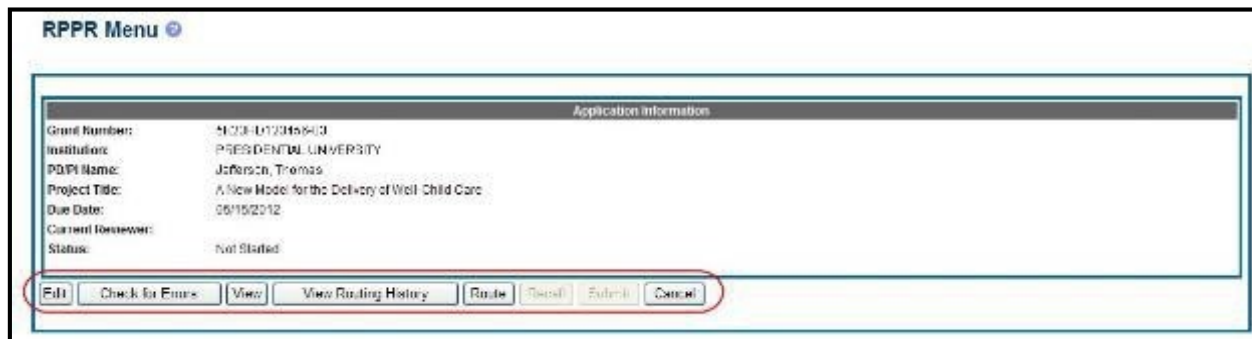 RPPR Menu ?
Application Information
Grant Number:
Institution: PRESIDENTIAL UNIVERSITY
PD/PI Name: Jefferson, Thomas
Project Title: A New Model for the Delivery of Well-Child Care
Due Date: 05/15/2012
Current Reviewer:
Status: Not Started
Edit Check for Errors View View Routing History Route Recall Submit Cancel